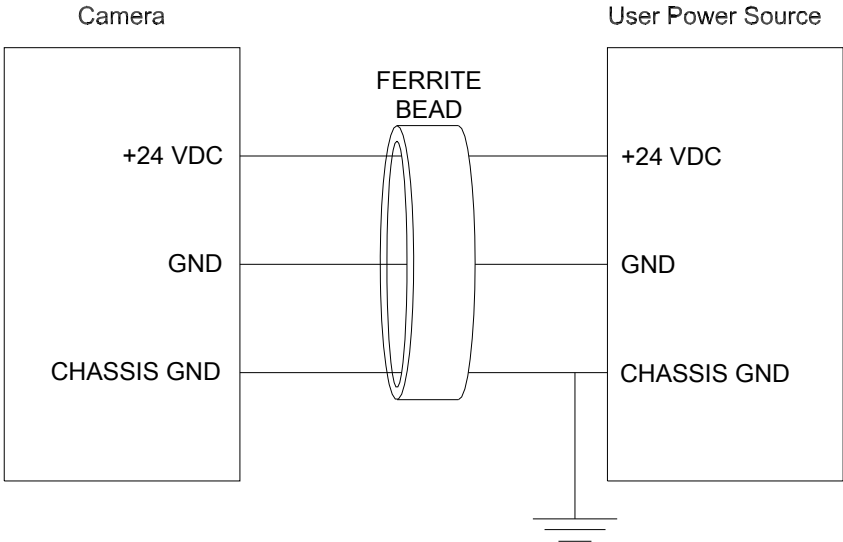 Camera
User Power Source
FERRITE
BEAD
+24 VDC
+24 VDC
GND
GND
CHASSIS GND
CHASSIS GND